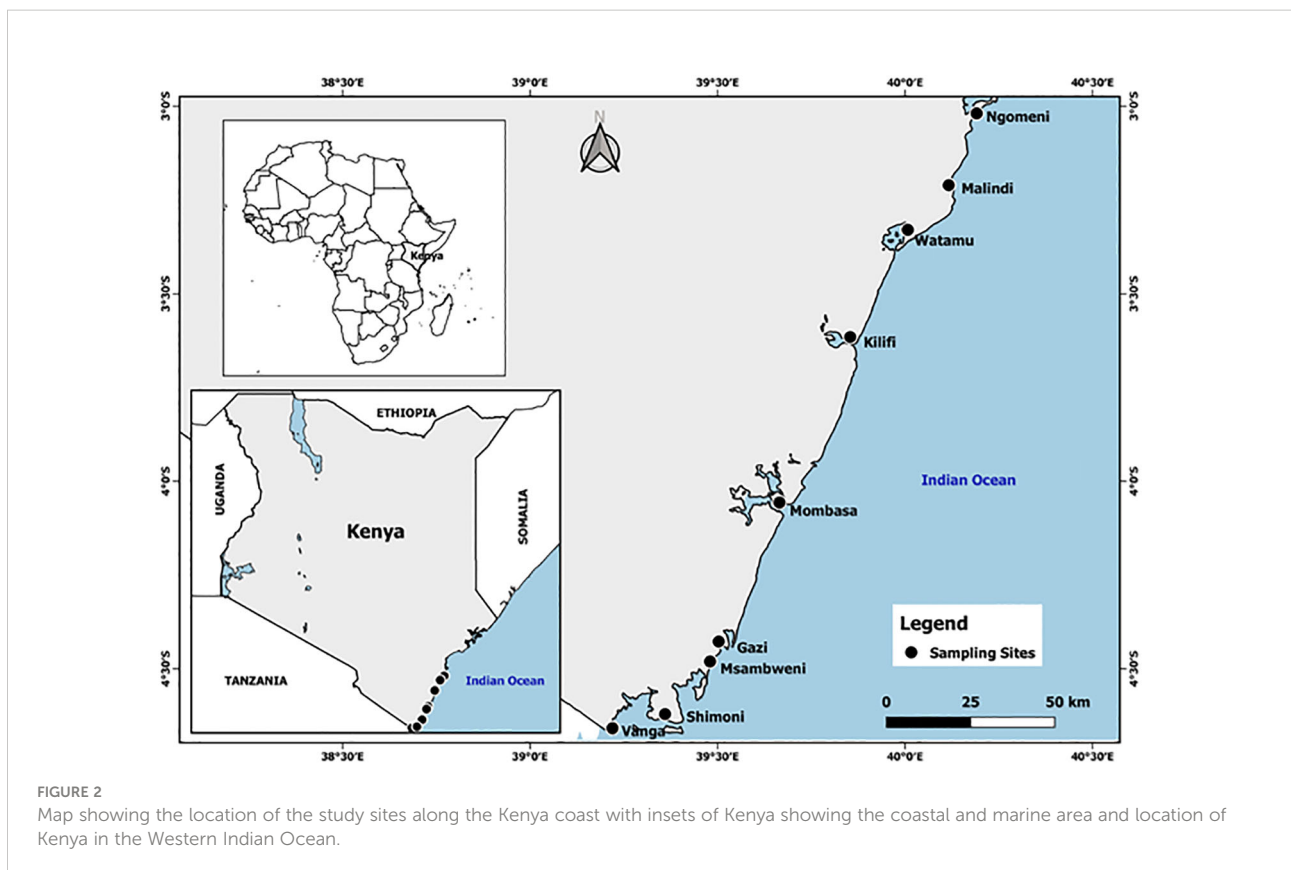 38°30'E 39°0'E 39°30'E 40°0'E 40°30'E
3°0'S 3°0'S
N
Ngomeni
Malindi
Watamu
Kenya
3°30'S 3°30'S
Kilifi
ETHIOPIA
UGANDA
SOMALIA
Kenya
4°0'S 4°0'S
Indian Ocean
Mombasa
Legend
Sampling Sites
Gazi
Msambweni
4°30'S 4°30'S
TANZANIA
Indian Ocean
Shimoni
Vanga
0 25 50 km
38°30'E 39°0'E 39°30'E 40°0'E 40°30'E
FIGURE 2
Map showing the location of the study sites along the Kenya coast with insets of Kenya showing the coastal and marine area and location of
Kenya in the Western Indian Ocean.